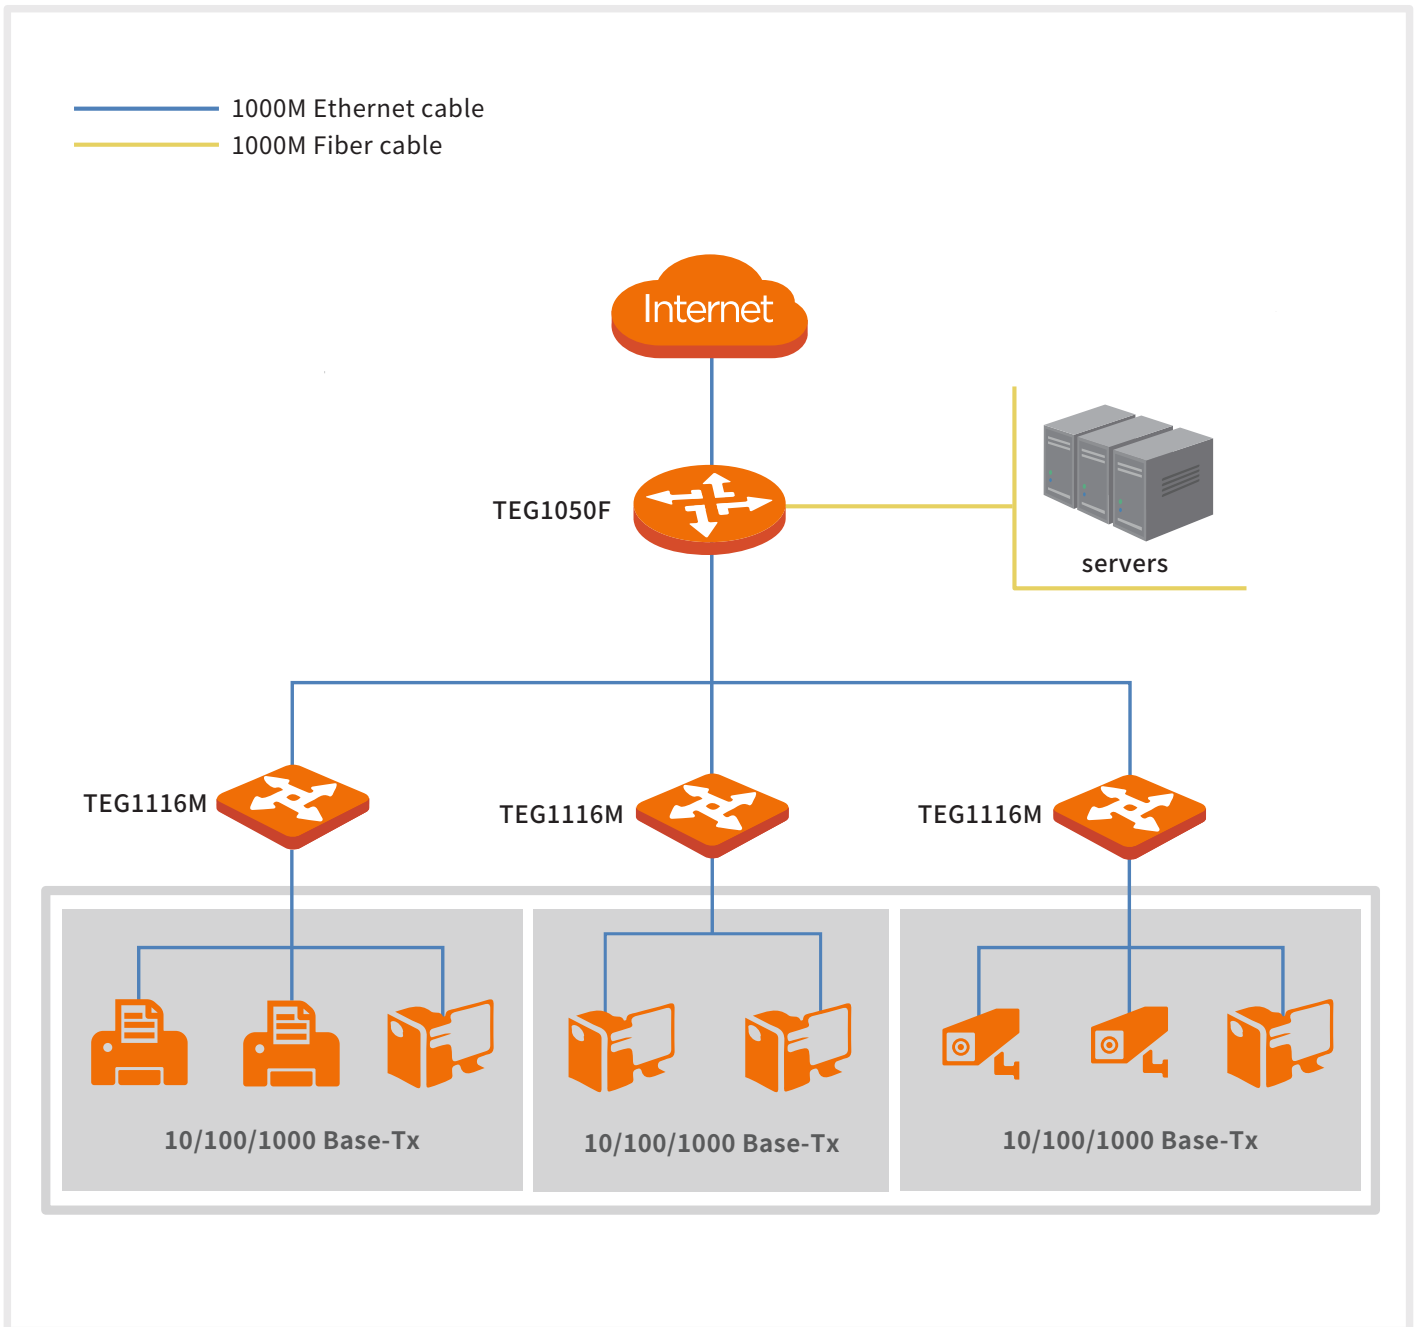 1000M Ethernet cable
1000M Fiber cable
Internet
TEG1050F
servers
TEG1116M
TEG1116M
TEG1116M
10/100/1000 Base-Tx
10/100/1000 Base-Tx
10/100/1000 Base-Tx